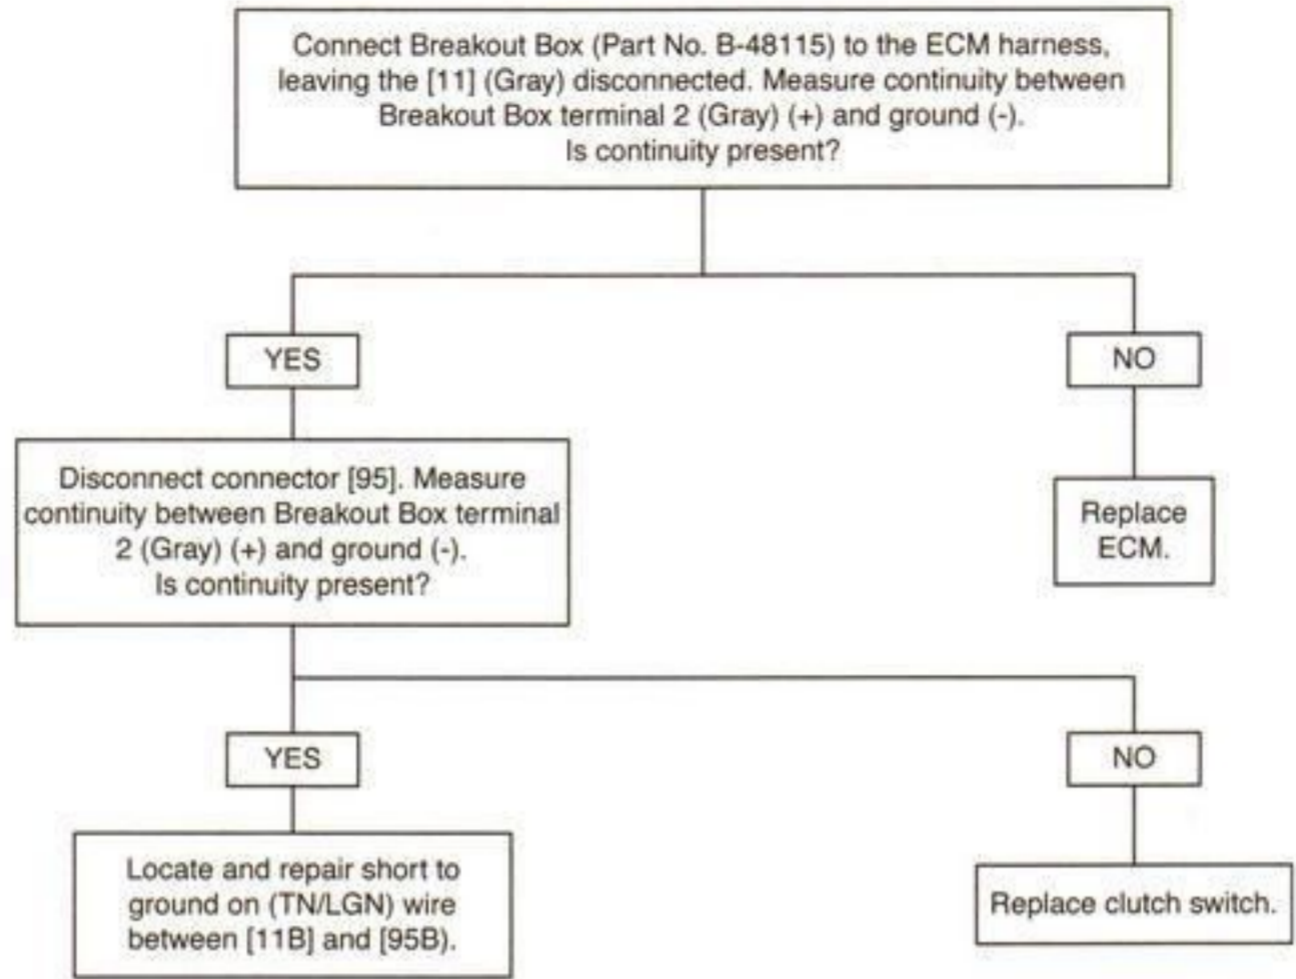 Connect Breakout Box (Part No. B-48115) to the ECM harness,
leaving the [11] (Gray) disconnected. Measure continuity between
Breakout Box terminal 2 (Gray) (+) and ground (-).
Is continuity present?
YES
NO
Disconnect connector [95]. Measure
continuity between Breakout Box terminal
2 (Gray) (+) and ground (-).
Is continuity present?
Replace
ECM.
YES
NO
Locate and repair short to
ground on (TN/LGN) wire
between [11B] and [95B).
Replace clutch switch.